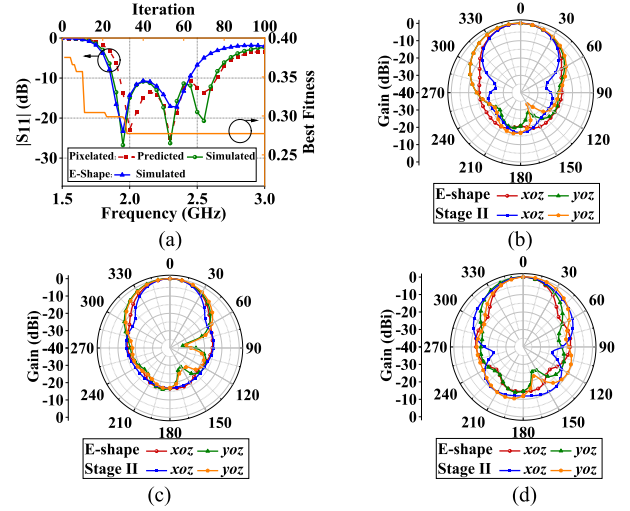 Iteration
0 20 40 60 80 100
0 -10 -20 -30
|S11| (dB)
0.40 0.35 0.30 0.25
Best Fitness
Pixelated: Predicted Simulated
E-Shape: Simulated
1.5 1.8 2.1 2.4 2.7 3.0
Frequency (GHz)
(a)
0 -10 -20 -30 -40 -30 -20 -10 0
Gain (dBi)
0 30 60 90 120 150 180 210 240 270 300 330
E-shape xoz yoz
Stage II xoz yoz
(b)
0 -10 -20 -30 -40 -30 -20 -10 0
Gain (dBi)
0 30 60 90 120 150 180 210 240 270 300 330
E-shape xoz yoz
Stage II xoz yoz
(c)
0 -10 -20 -30 -40 -30 -20 -10 0
Gain (dBi)
0 30 60 90 120 150 180 210 240 270 300 330
E-shape xoz yoz
Stage II xoz yoz
(d)